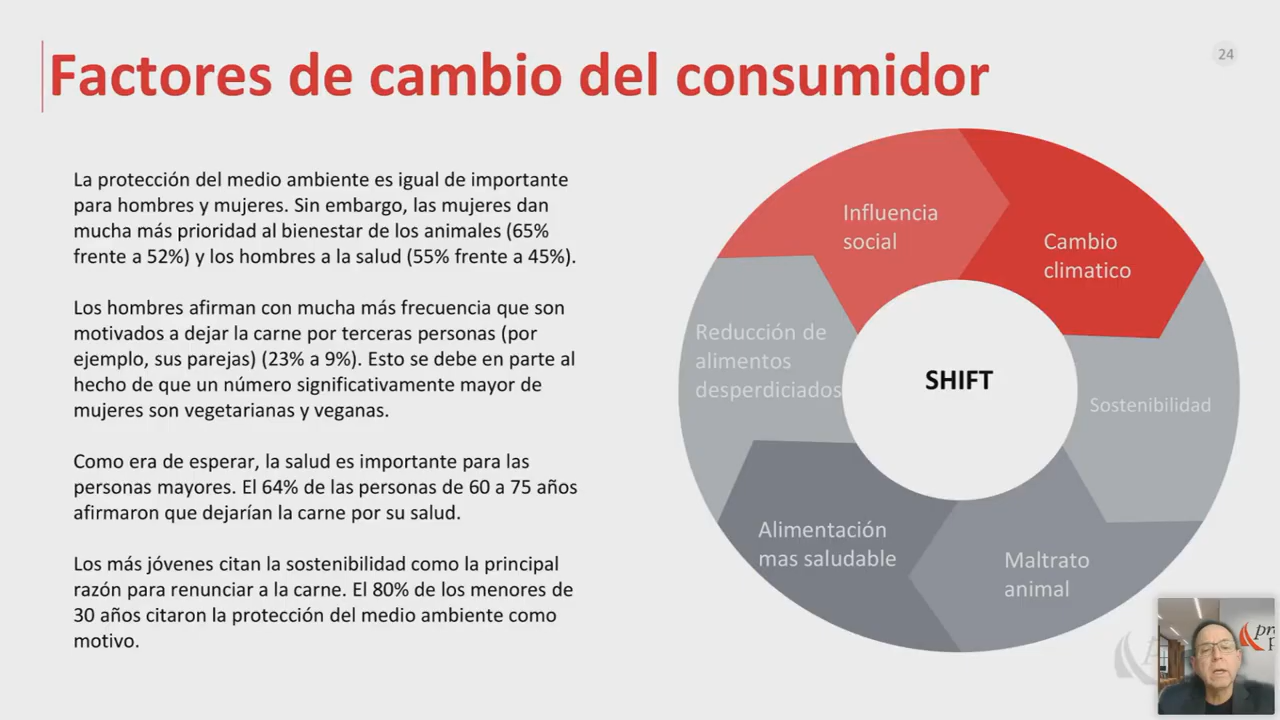 Factores de cambio del consumidor
24
La protección del medio ambiente es igual de importante
para hombres y mujeres. Sin embargo, las mujeres dan
mucha más prioridad al bienestar de los animales (65%
frente a 52%) y los hombres a la salud (55% frente a 45%).
Los hombres afirman con mucha más frecuencia que son
motivados a dejar la carne por terceras personas (por
ejemplo, sus parejas) (23% a 9%). Esto se debe en parte al
hecho de que un número significativamente mayor de
mujeres son vegetarianas y veganas.
Como era de esperar, la salud es importante para las
personas mayores. El 64% de las personas de 60 a 75 años
afirmaron que dejarían la carne por su salud.
Los más jóvenes citan la sostenibilidad como la principal
razón para renunciar a la carne. El 80% de los menores de
30 años citaron la protección del medio ambiente como
motivo.
Influencia
social
Cambio
climatico
Reducción de
alimentos
desperdiciados
SHIFT
Sostenibilidad
Alimentación
mas saludable
Maltrato
animal